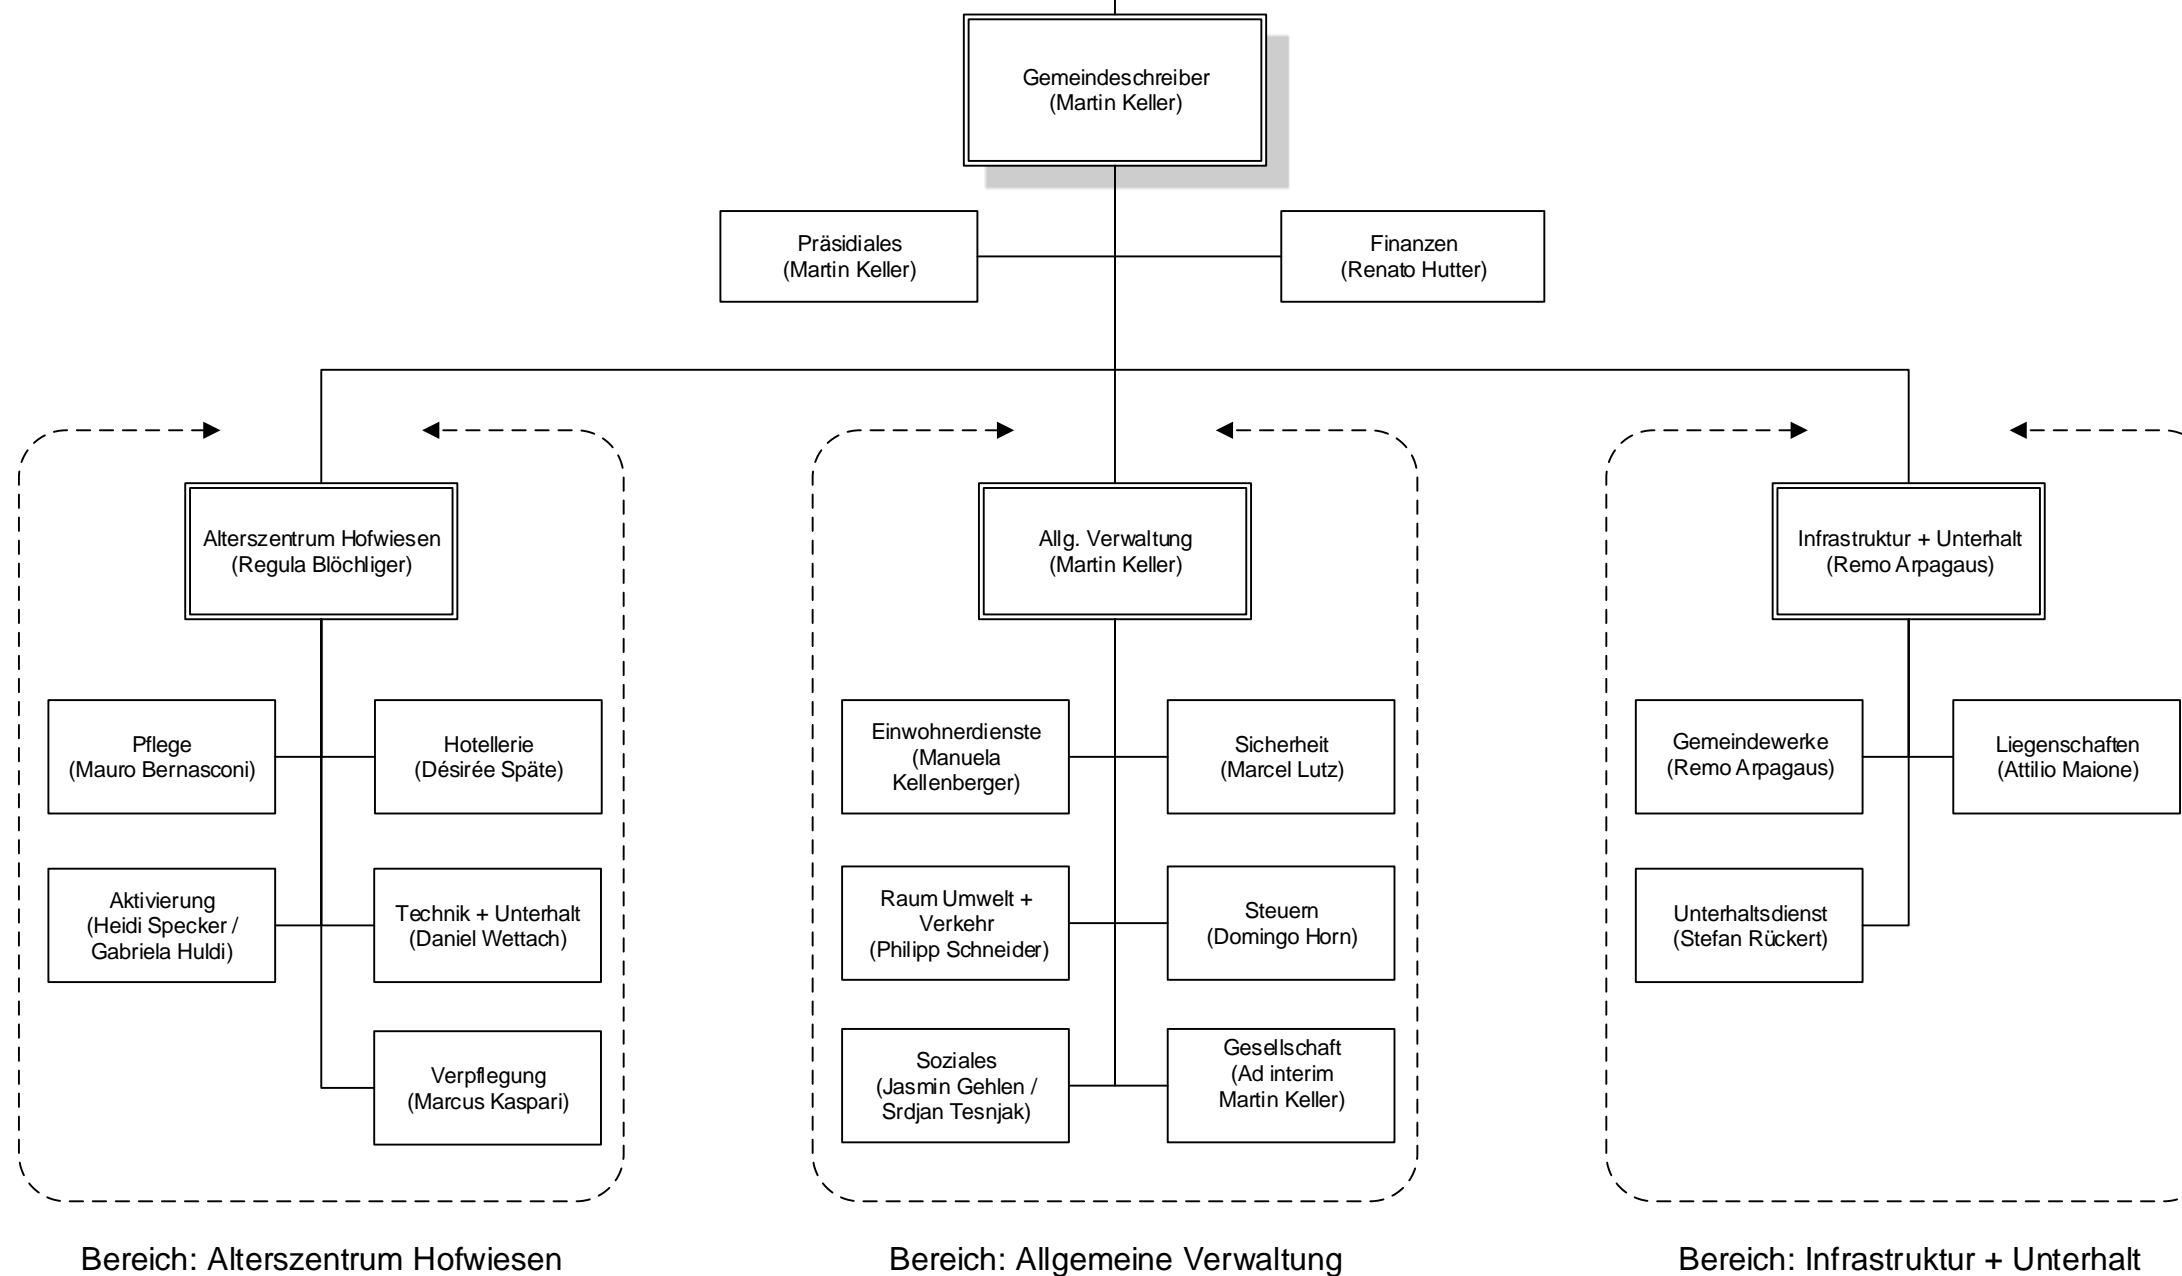 Gemeindeschreiber
(Martin Keller)
Präsidiales
(Martin Keller)
Finanzen
(Renato Hutter)
Alterszentrum Hofwiesen
(Regula Blöchliger)
Allg. Verwaltung
(Martin Keller)
Infrastruktur + Unterhalt
(Remo Arpagaus)
Pflege
(Mauro Bernasconi)
Hotellerie
(Désirée Späte)
Aktivierung
(Heidi Specker /
Gabriela Huldi)
Technik + Unterhalt
(Daniel Wettach)
Verpflegung
(Marcus Kaspari)
Einwohnerdienste
(Manuela
Kellenberger)
Sicherheit
(Marcel Lutz)
Raum Umwelt +
Verkehr
(Philipp Schneider)
Steuern
(Domingo Horn)
Soziales
(Jasmin Gehlen /
Srdjan Tesnjak)
Gesellschaft
(Ad interim
Martin Keller)
Gemeindewerke
(Remo Arpagaus)
Liegenschaften
(Attilio Maione)
Unterhaltsdienst
(Stefan Rückert)
Bereich: Alterszentrum Hofwiesen
Bereich: Allgemeine Verwaltung
Bereich: Infrastruktur + Unterhalt